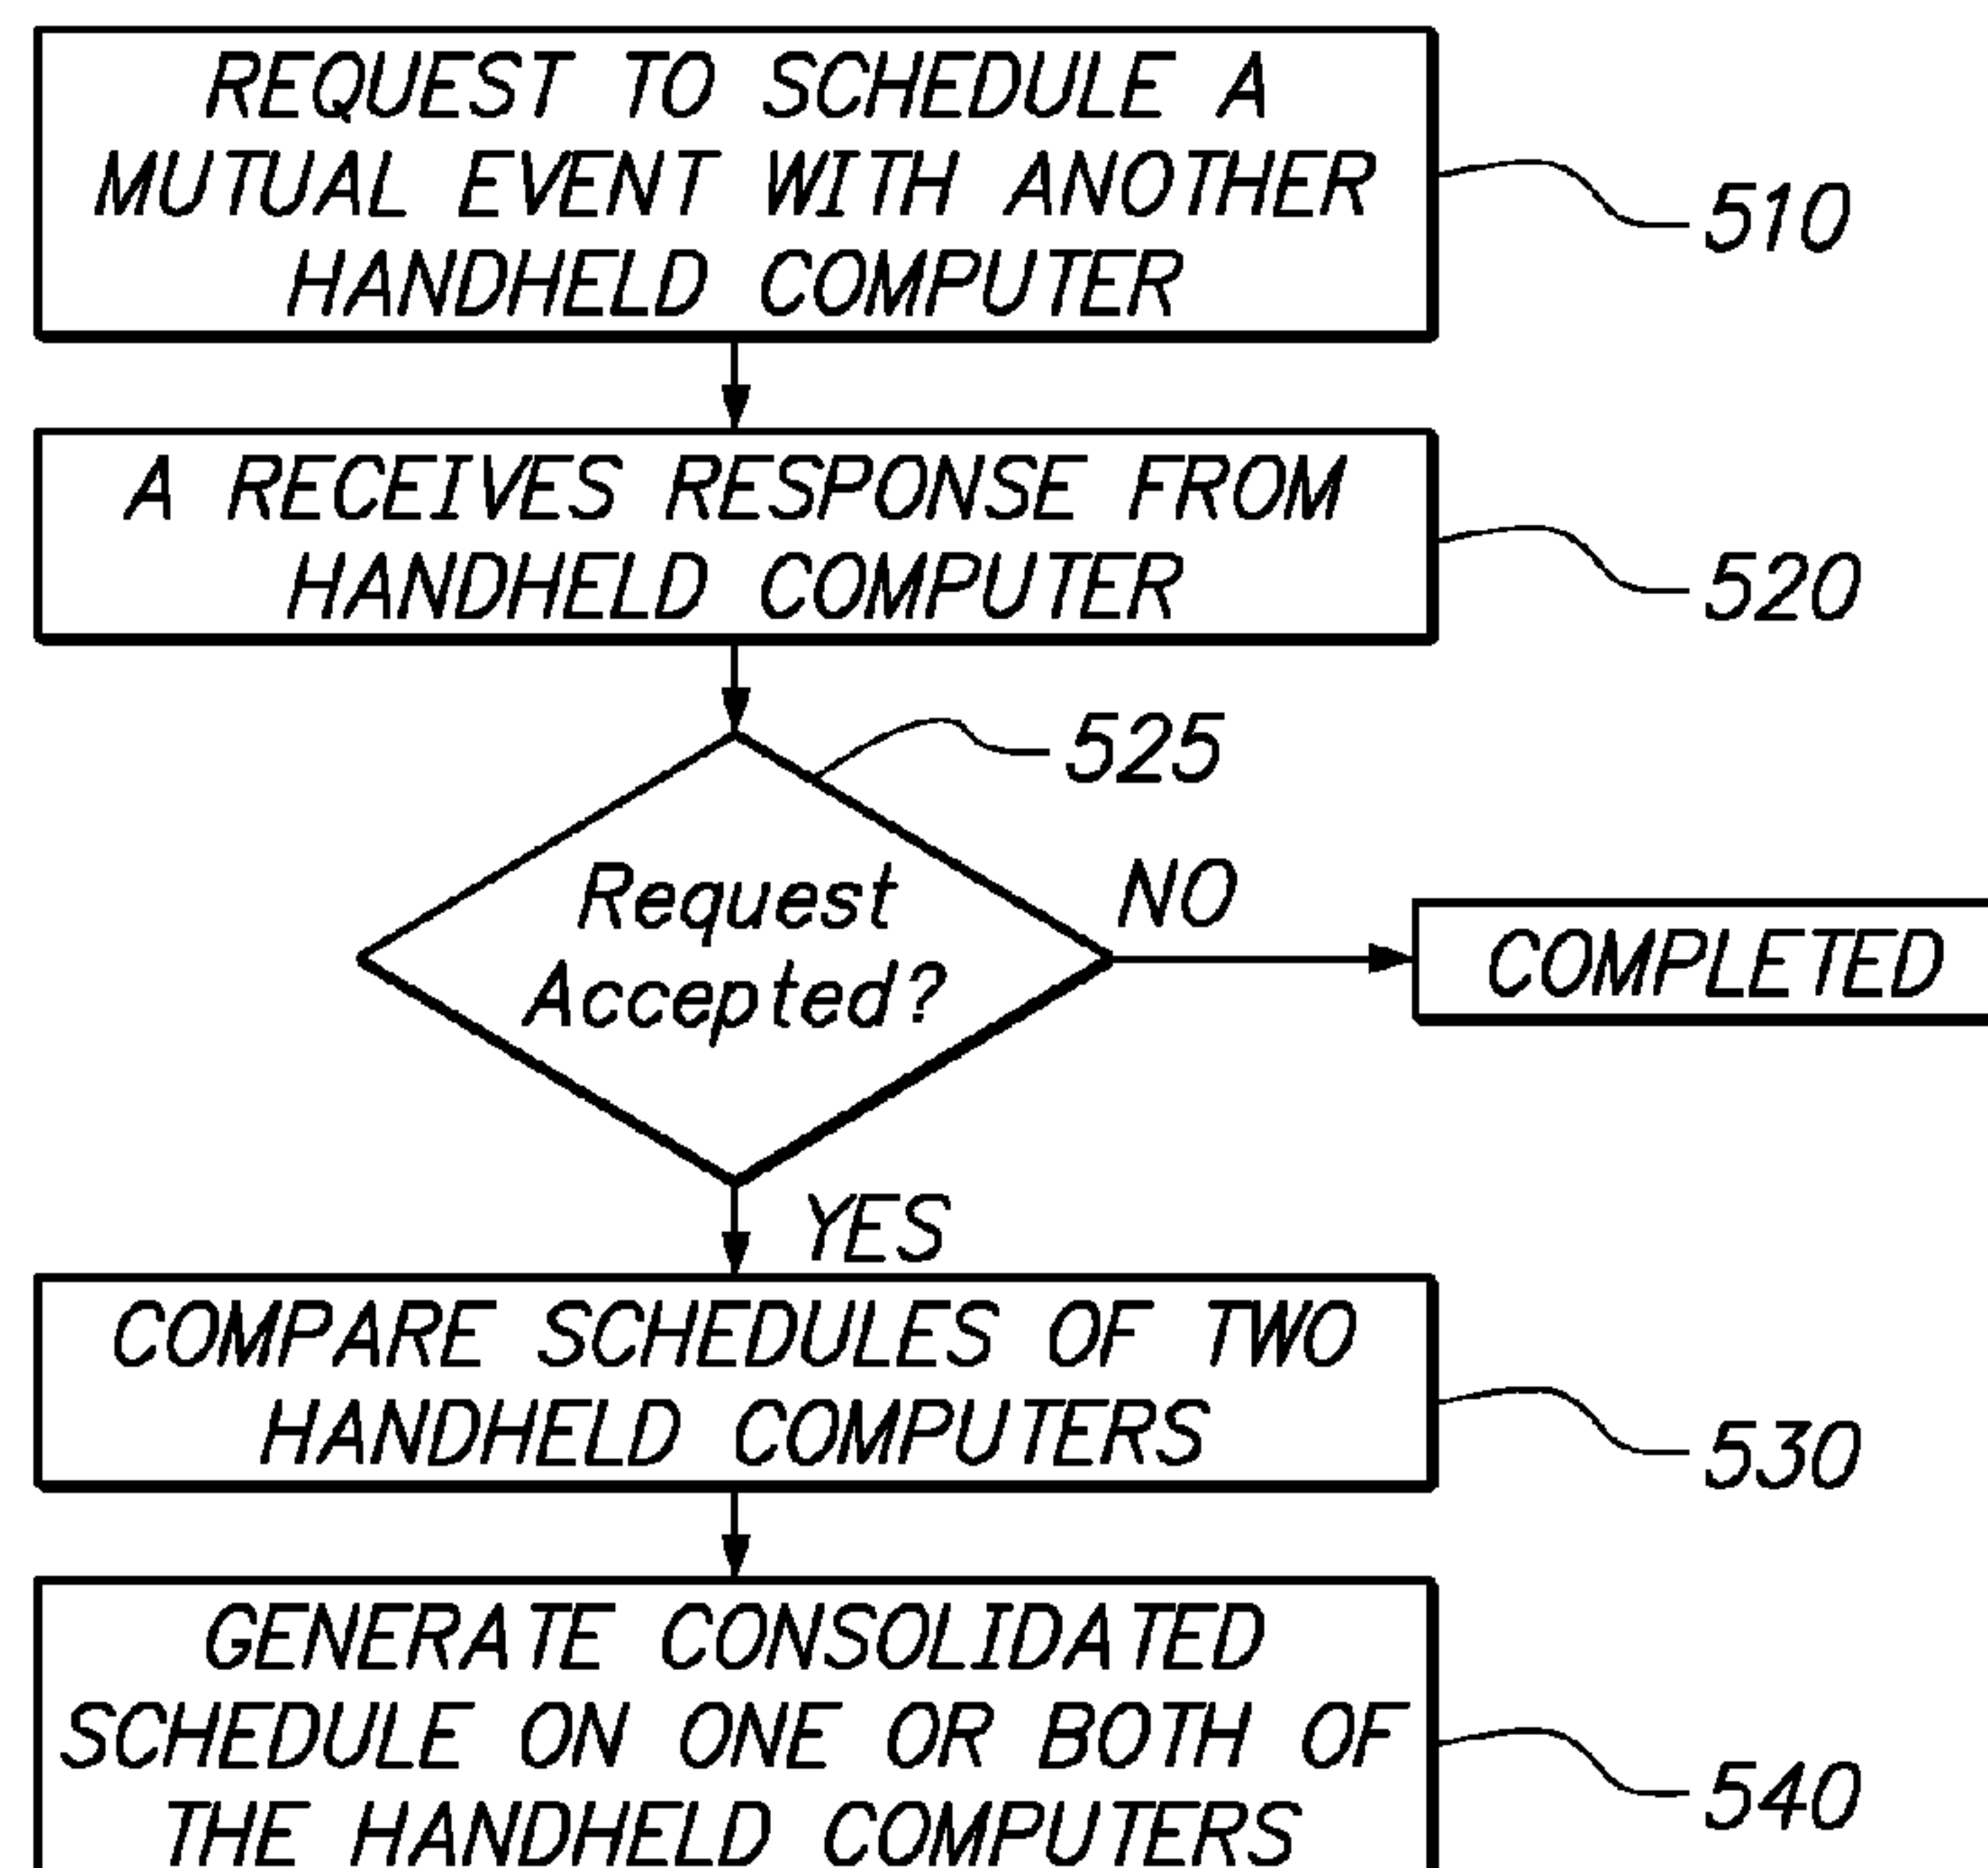 REQUEST TO SCHEDULE A
MUTUAL EVENT WITH ANOTHER
HANDHELD COMPUTER
510
A RECEIVES RESPONSE FROM
HANDHELD COMPUTER
520
525
Request
Accepted?
NO
COMPLETED
YES
COMPARE SCHEDULES OF TWO
HANDHELD COMPUTERS
530
GENERATE CONSOLIDATED
SCHEDULE ON ONE OR BOTH OF
THE HANDHELD COMPUTERS
540